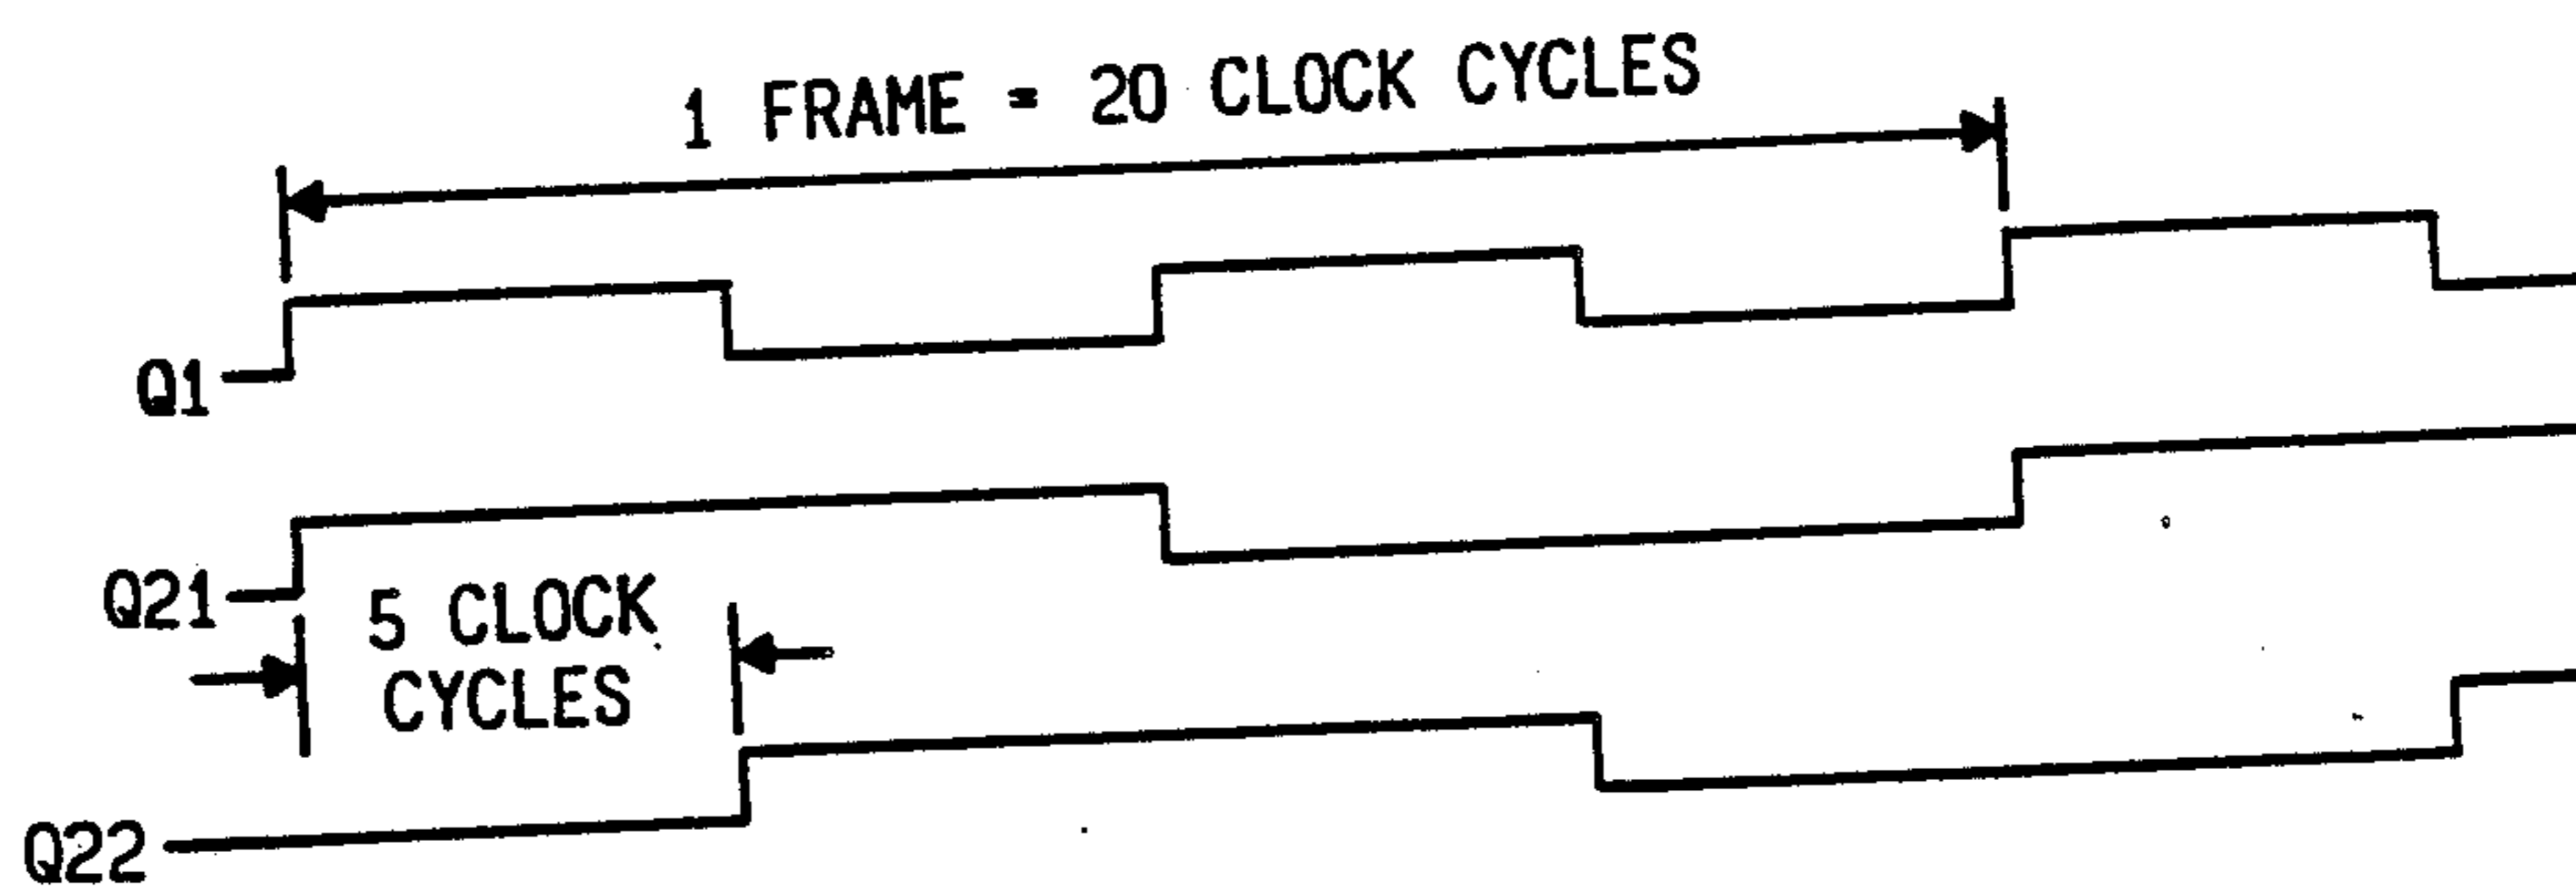 1 FRAME = 20 CLOCK CYCLES
Q1
Q21
5 CLOCK
CYCLES
Q22